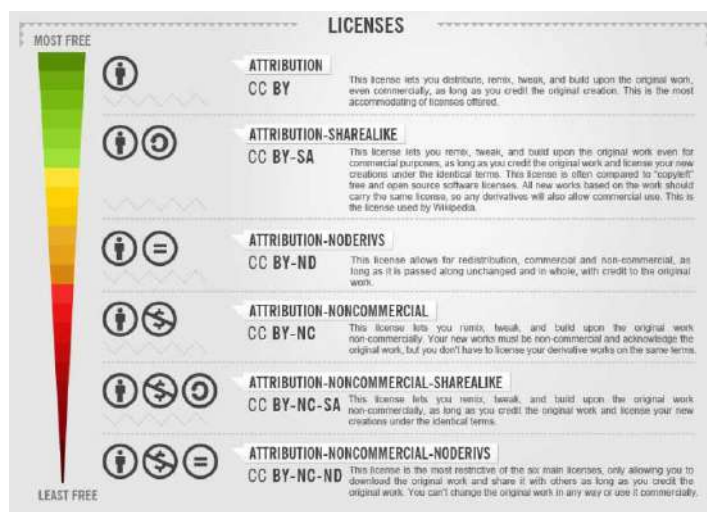 LICENSES
MOST FREE
ATTRIBUTION
CC BY
This license lets you distribute, remix, tweak, and build upon the original work,
even commercially, as long as you credit the original creation. This is the most
accommodating of licenses offered.
ATTRIBUTION-SHAREALIKE
CC BY-SA
This license lets you remix, tweak, and build upon the original work even for
commercial purposes, as long as you credit the original work and license your new
creations under the identical terms. This license is often compared to "copyleft"
free and open source software licenses. All new works based on the work should
carry the same license, so any derivatives will also allow commercial use. This is
the license used by Wikipedia.
ATTRIBUTION-NODERIVS
CC BY-ND
This license allows for redistribution, commercial and non-commercial, as
long as it is passed along unchanged and in whole, with credit to the original
work.
ATTRIBUTION-NONCOMMERCIAL
CC BY-NC
This license lets you remix, tweak, and build upon the original work
non-commercially. Your new works must be non-commercial and acknowledge the
original work, but you don't have to license your derivative works on the same terms.
ATTRIBUTION-NONCOMMERCIAL-SHAREALIKE
CC BY-NC-SA
This license lets you remix, tweak, and build upon the original work
non-commercially, as long as you credit the original work and license your new
creations under the identical terms.
ATTRIBUTION-NONCOMMERCIAL-NODERIVS
CC BY-NC-ND
This license is the most restrictive of the six main licenses, only allowing you to
download the original work and share it with others as long as you credit the
original work. You can't change the original work in any way or use it commercially.
LEAST FREE